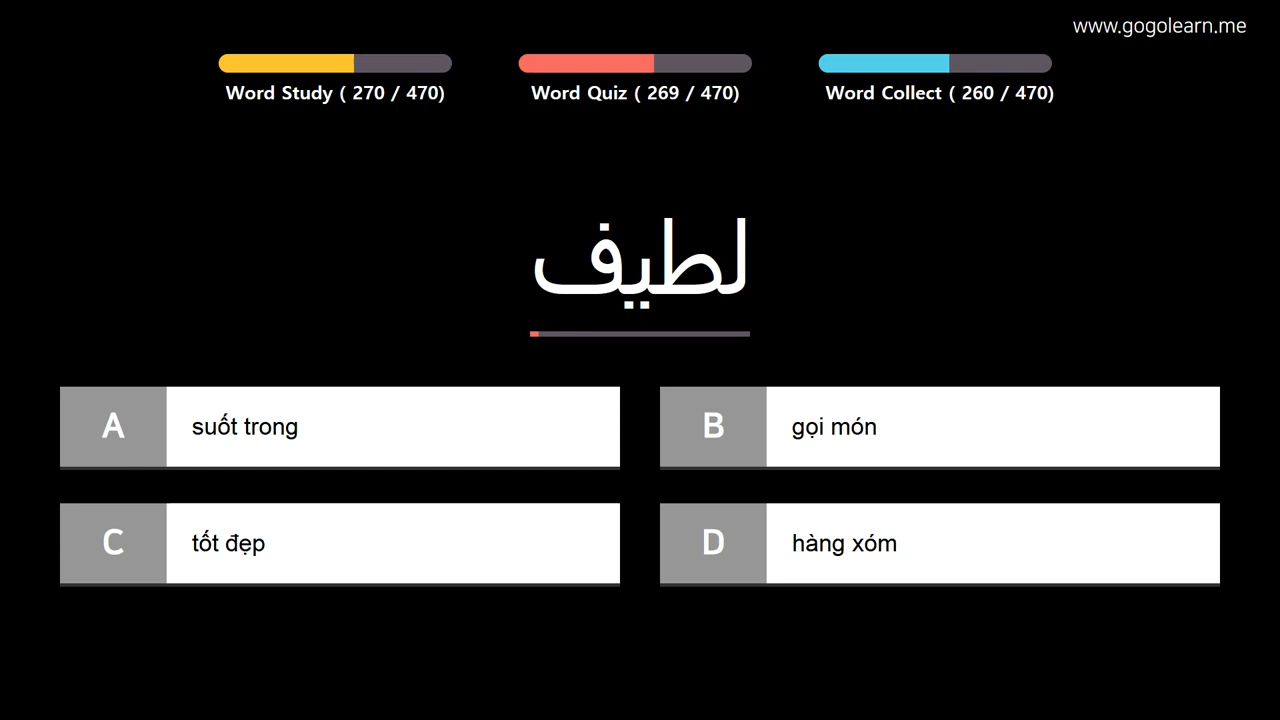 www.gogolearn.me
Word Study ( 270 / 470)
Word Quiz ( 269 / 470)
Word Collect ( 260 / 470)
لطيف
A
suốt trong
B
gọi món
C
tốt đẹp
D
hàng xóm